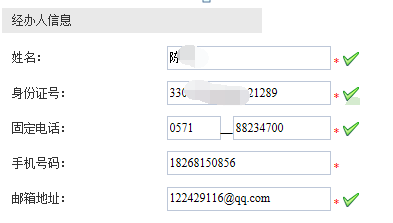 经办人信息
姓名： 陈 *
身份证号： 330 21289 *
固定电话： 0571 — 88234700 *
手机号码： 18268150856 *
邮箱地址： 122429116@qq.com *